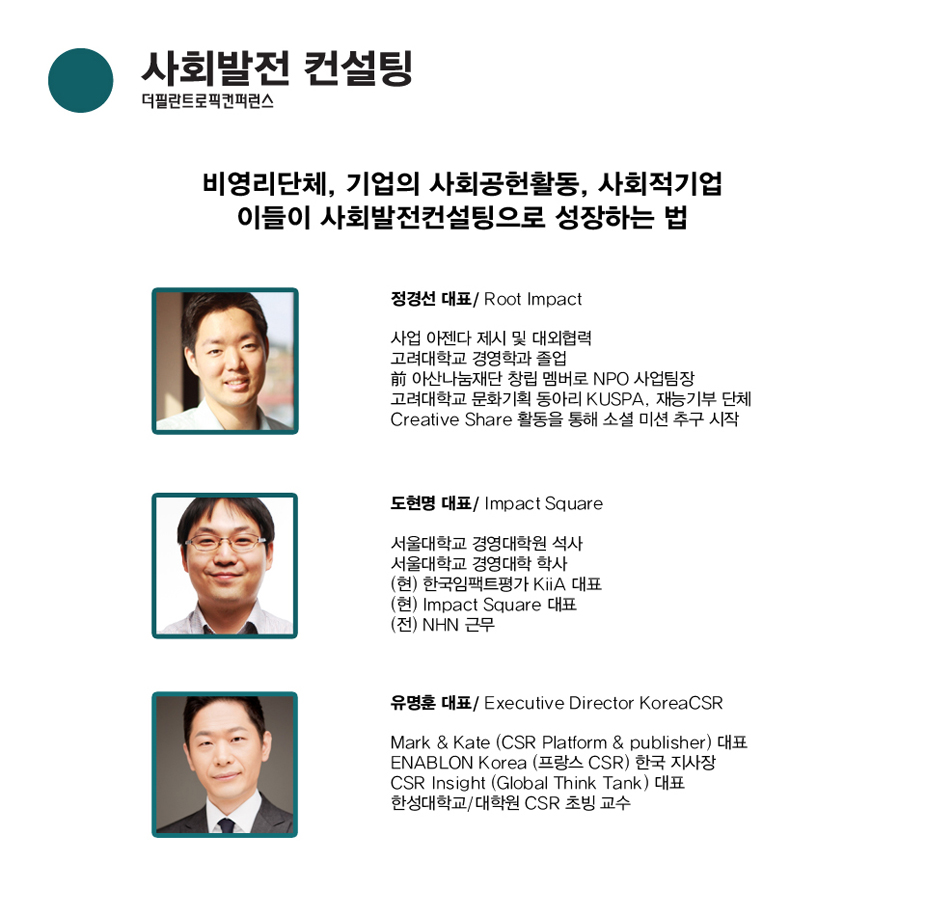 사회발전 컨설팅
더필란트로픽컨퍼런스
비영리단체, 기업의 사회공헌활동, 사회적기업
이들이 사회발전컨설팅으로 성장하는 법
정경선 대표/ Root Impact
사업 아젠다 제시 및 대외협력
고려대학교 경영학과 졸업
前 아산나눔재단 창립 멤버로 NPO 사업팀장
고려대학교 문화기획 동아리 KUSPA, 재능기부 단체
Creative Share 활동을 통해 소셜 미션 추구 시작
도현명 대표/ Impact Square
서울대학교 경영대학원 석사
서울대학교 경영대학 학사
(현) 한국임팩트평가 KiiA 대표
(현) Impact Square 대표
(전) NHN 근무
유명훈 대표/ Executive Director KoreaCSR
Mark & Kate (CSR Platform & publisher) 대표
ENABLON Korea (프랑스 CSR) 한국 지사장
CSR Insight (Global Think Tank) 대표
한성대학교/대학원 CSR 초빙 교수